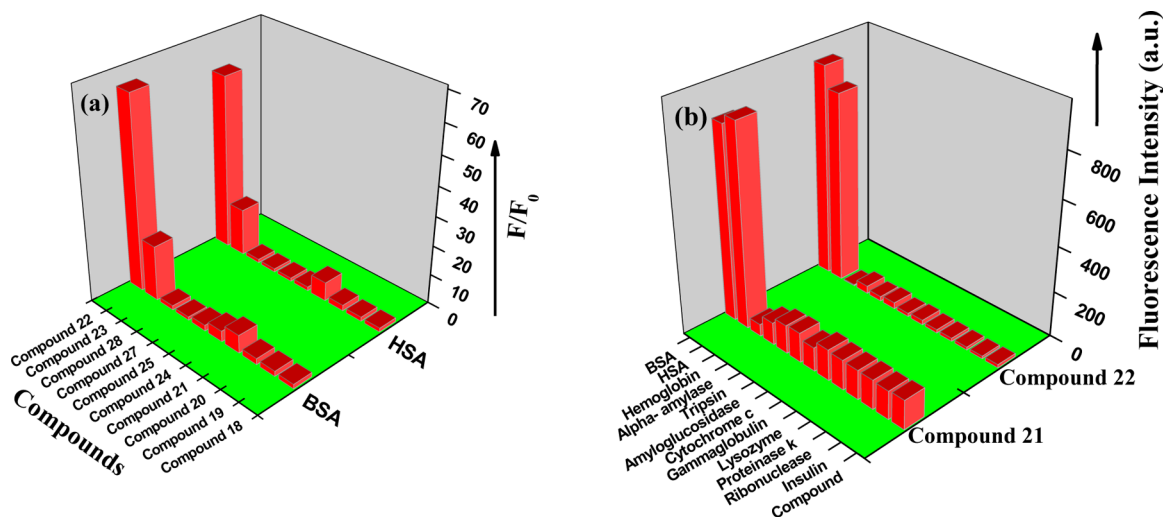 (a)
70
60
50
40
30
20
10
0
F/F0
Compound 22
Compound 23
Compound 28
Compound 27
Compound 25
Compound 24
Compound 21
Compound 20
Compound 19
Compound 18
Compounds
HSA
BSA
(b)
Fluorescence Intensity (a.u.)
800
600
400
200
0
BSA
HSA
Hemoglobin
Alpha- amylase
Tripsin
Amyloglucosidase
Cytochrome c
Gammaglobulin
Lysozyme
Proteinase k
Ribonuclease
Insulin
Compound
Compound 22
Compound 21